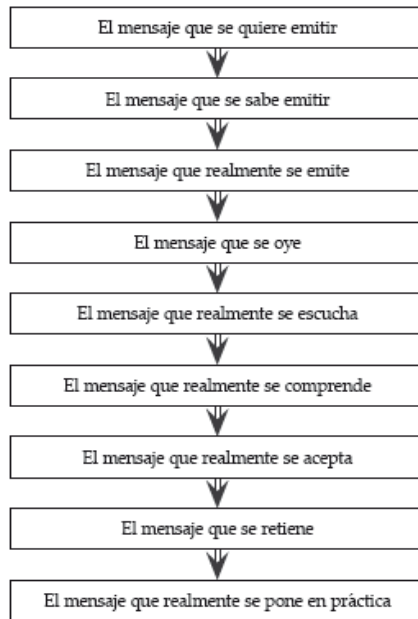 El mensaje que se quiere emitir
El mensaje que se sabe emitir
El mensaje que realmente se emite
El mensaje que se oye
El mensaje que realmente se escucha
El mensaje que realmente se comprende
El mensaje que realmente se acepta
El mensaje que se retiene
El mensaje que realmente se pone en práctica